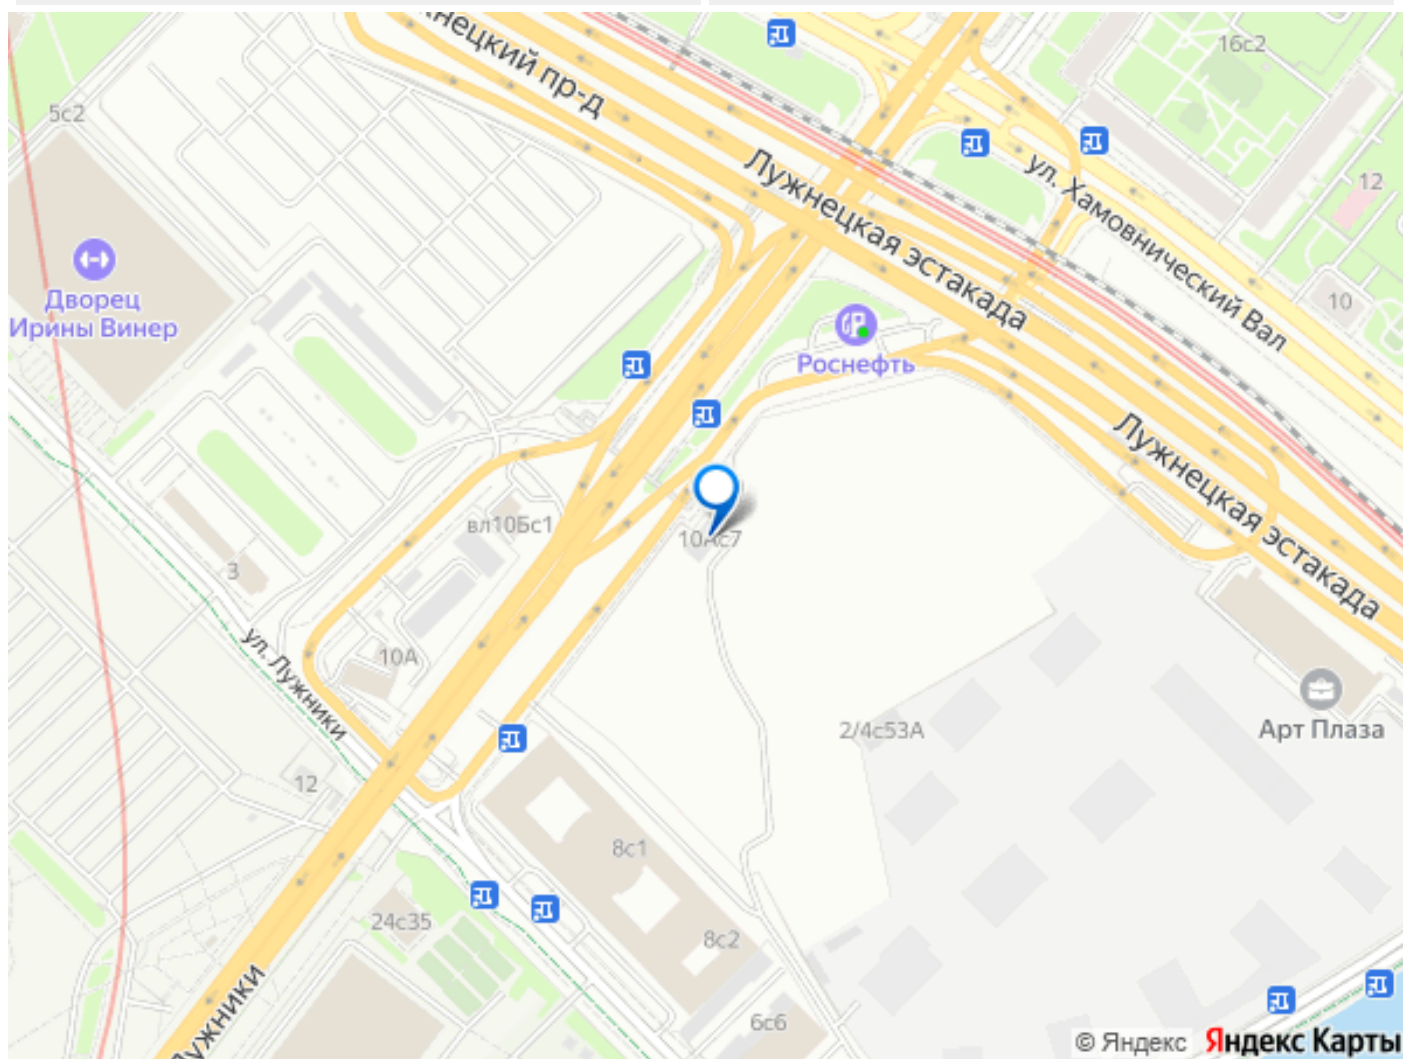 нецкий пр-д
16с2
5с2
12
ул. Хамовнический Вал
Лужнецкая эстакада
Дворец
Ирины Винер
10
Роснефть
Лужнецкая эстакада
вл10Бс1
10Ас7
3
10А
ул. Лужники
Арт Плаза
2/4с53А
12
8с1
24с35
8с2
Лужники
6с6
© Яндекс Яндекс Карты